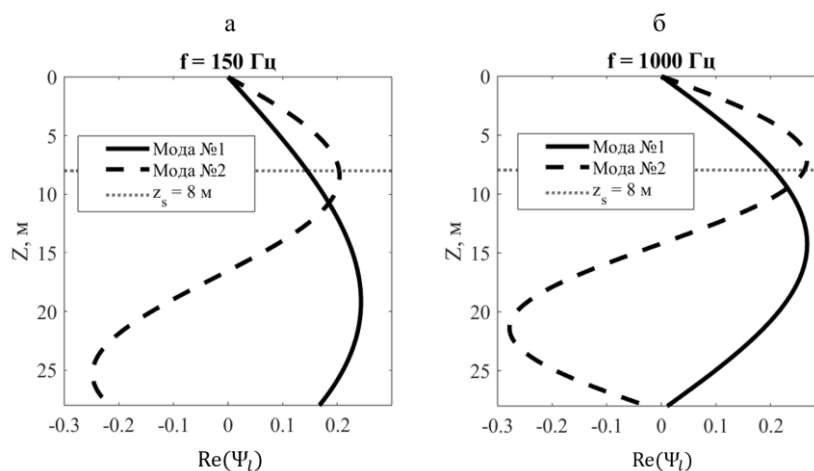 а
f = 150 Гц
0
5
10
15
20
25
Z, м
Мода №1
Мода №2
z_s = 8 м
-0.3 -0.2 -0.1 0 0.1 0.2
Re(Ψ_l)
б
f = 1000 Гц
0
5
10
15
20
25
Z, м
Мода №1
Мода №2
z_s = 8 м
-0.3 -0.2 -0.1 0 0.1 0.2
Re(Ψ_l)